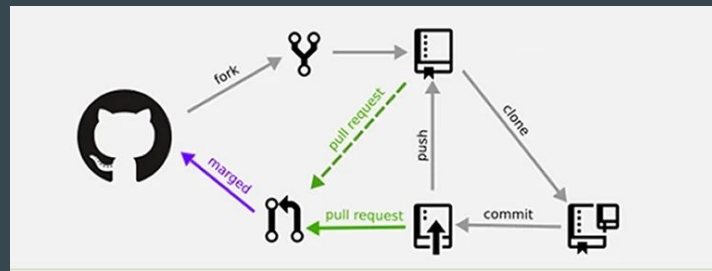 fork
pull request
clone
push
marged
pull request
commit